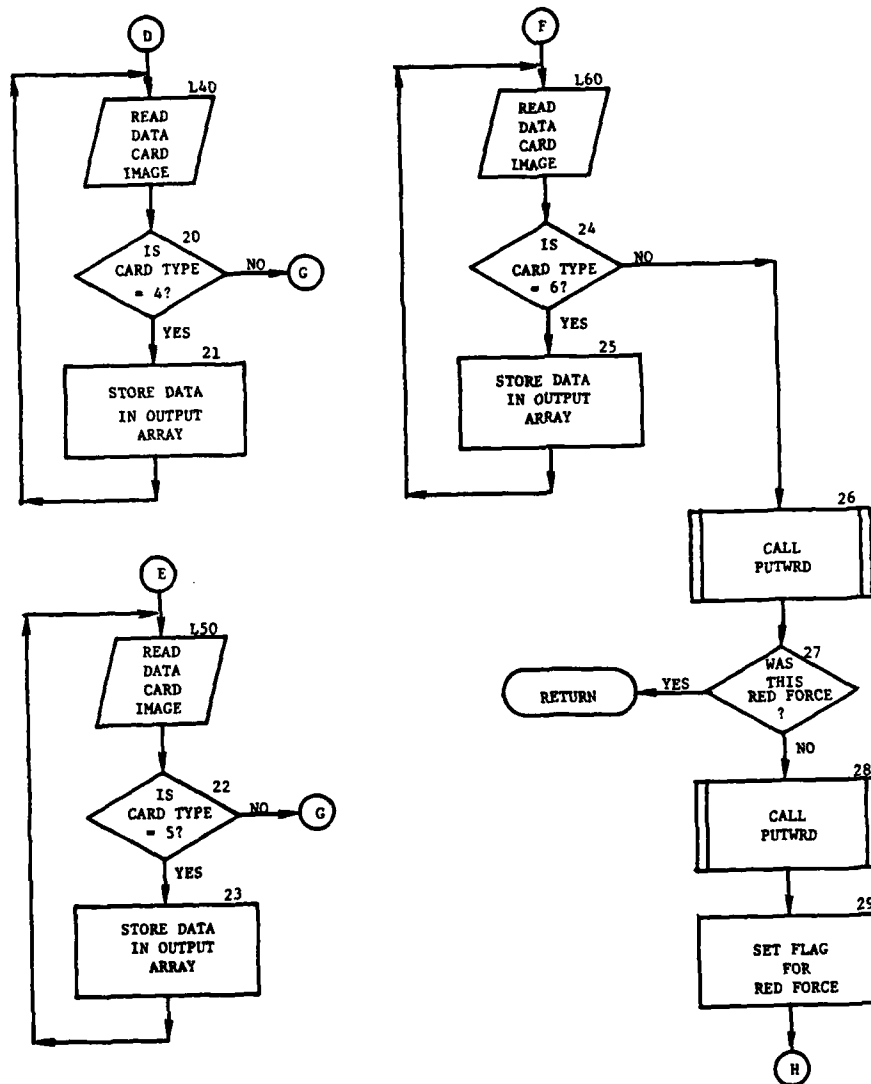 D
L40
READ
DATA
CARD
IMAGE
20
IS
CARD TYPE
= 4?
NO
G
YES
21
STORE DATA
IN OUTPUT
ARRAY
E
L50
READ
DATA
CARD
IMAGE
22
IS
CARD TYPE
= 5?
NO
G
YES
23
STORE DATA
IN OUTPUT
ARRAY
F
L60
READ
DATA
CARD
IMAGE
24
IS
CARD TYPE
= 6?
NO
YES
25
STORE DATA
IN OUTPUT
ARRAY
26
CALL
PUTWRD
27
WAS
THIS
RED FORCE
?
YES
RETURN
NO
28
CALL
PUTWRD
29
SET FLAG
FOR
RED FORCE
H